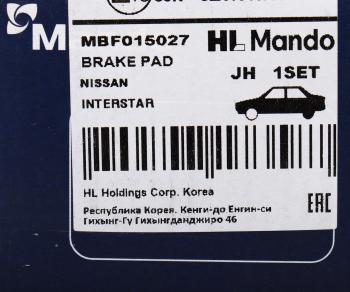 M
MBF015027 HL Mando
BRAKE PAD JH 1SET
NISSAN
INTERSTAR
HL Holdings Corp. Korea
Республика Корея. Кенги-до Енгин-си
Гихынг-Гу Гихынгданджиро 46
EAC